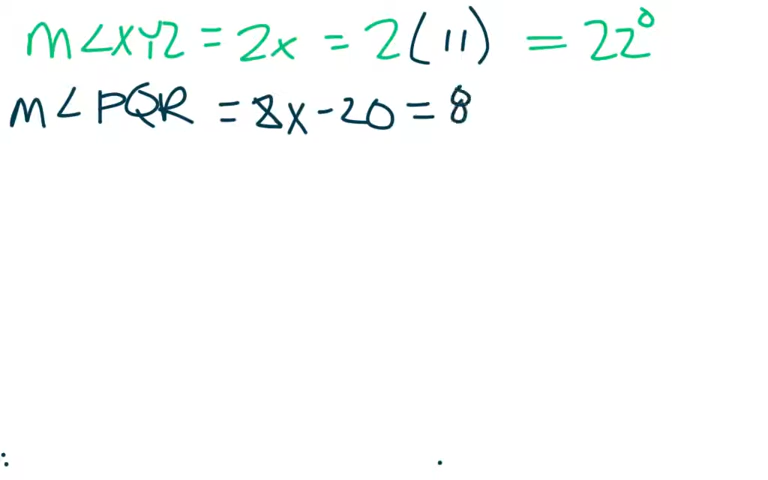 m∠XYZ = 2x = 2(11) = 22°
m∠PQR = 8x - 20 = 8